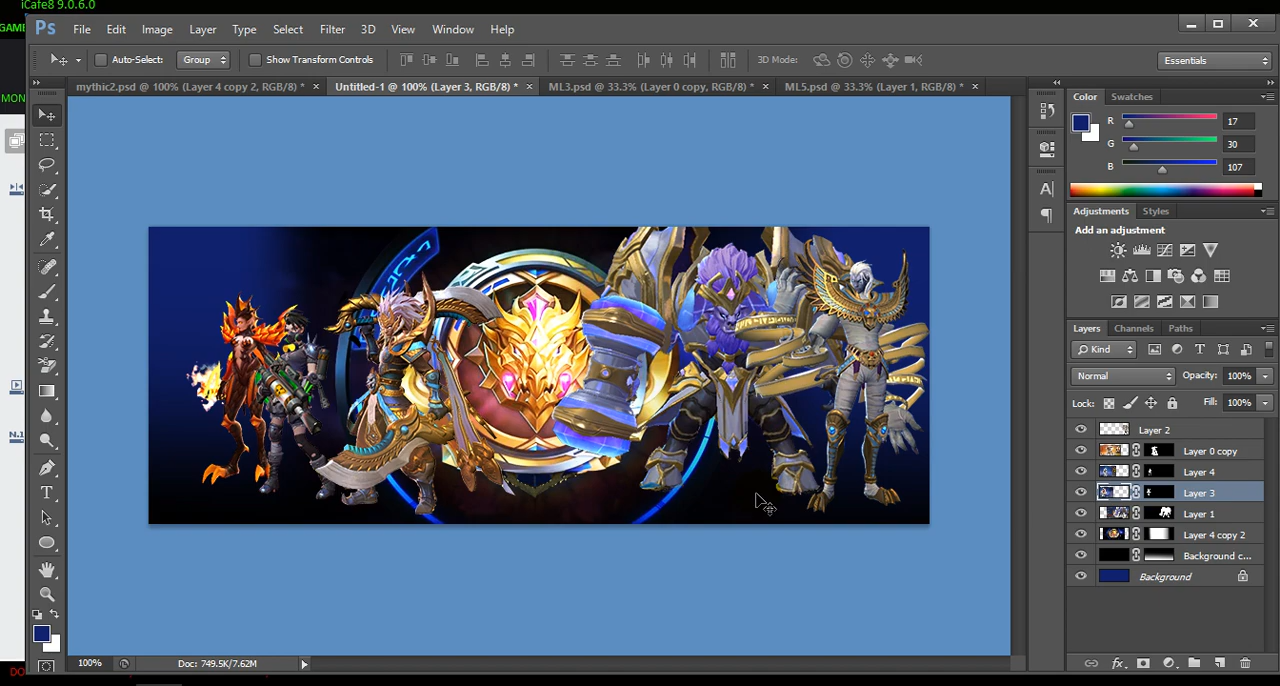 iCafe8 9.0.6.0
GAME
Ps File Edit Image Layer Type Select Filter 3D View Window Help
Auto-Select: Group Show Transform Controls 3D Mode: Essentials
mythic2.psd @ 100% (Layer 4 copy 2, RGB/8) * × Untitled-1 @ 100% (Layer 3, RGB/8) * × ML3.psd @ 33.3% (Layer 0 copy, RGB/8) * × ML5.psd @ 33.3% (Layer 1, RGB/8) * ×
MON
Color Swatches
R 17
G 30
B 107
Adjustments Styles
Add an adjustment
Layers Channels Paths
Kind
Normal Opacity: 100%
Lock: Fill: 100%
Layer 2
Layer 0 copy
Layer 4
Layer 3
Layer 1
Layer 4 copy 2
Background c...
Background
N.1
100% Doc: 749.5K/7.62M
DO